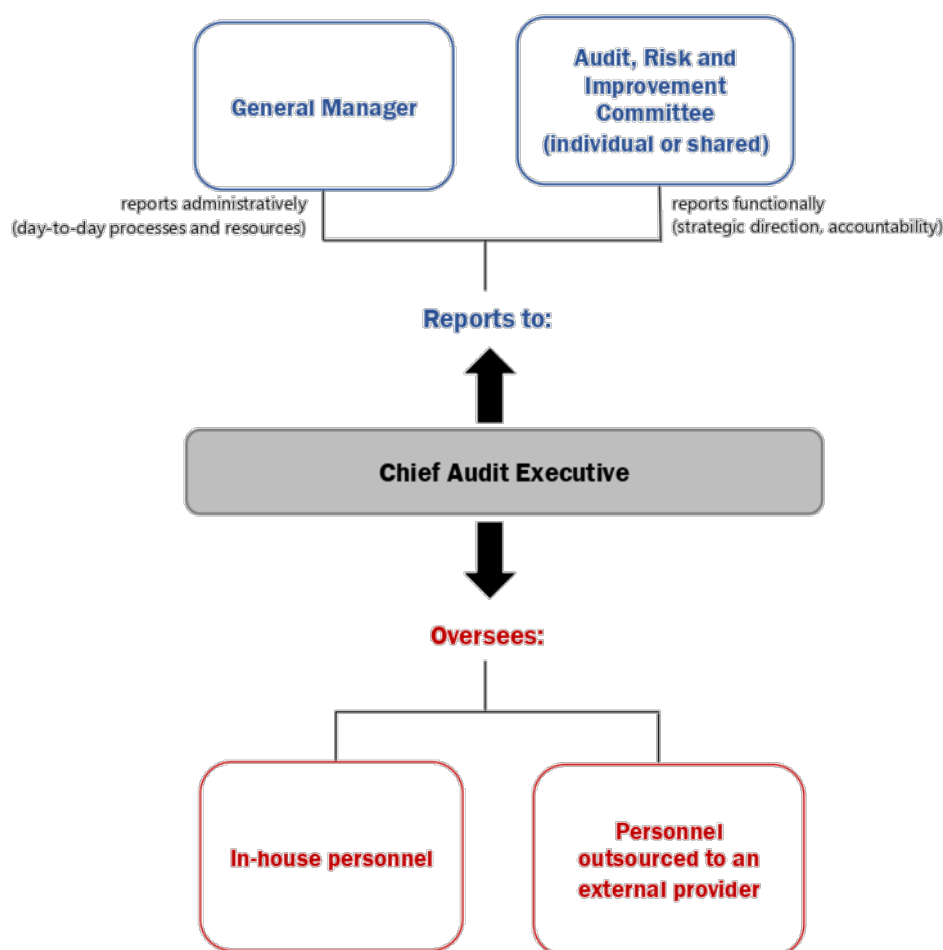 General Manager
Audit, Risk and
Improvement
Committee
(individual or shared)
reports administratively
(day-to-day processes and resources)
reports functionally
(strategic direction, accountability)
Reports to:
Chief Audit Executive
Oversees:
In-house personnel
Personnel
outsourced to an
external provider